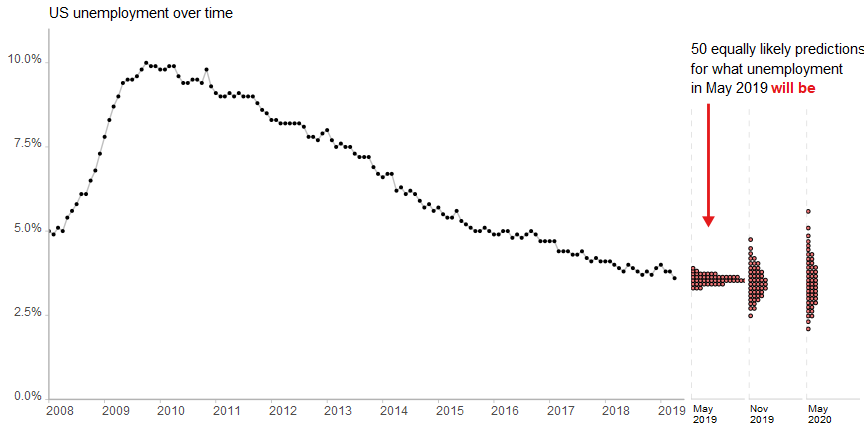 US unemployment over time
50 equally likely predictions
for what unemployment
in May 2019 will be
10.0%
7.5%
5.0%
2.5%
0.0%
2008 2009 2010 2011 2012 2013 2014 2015 2016 2017 2018 2019
May
2019
Nov
2019
May
2020